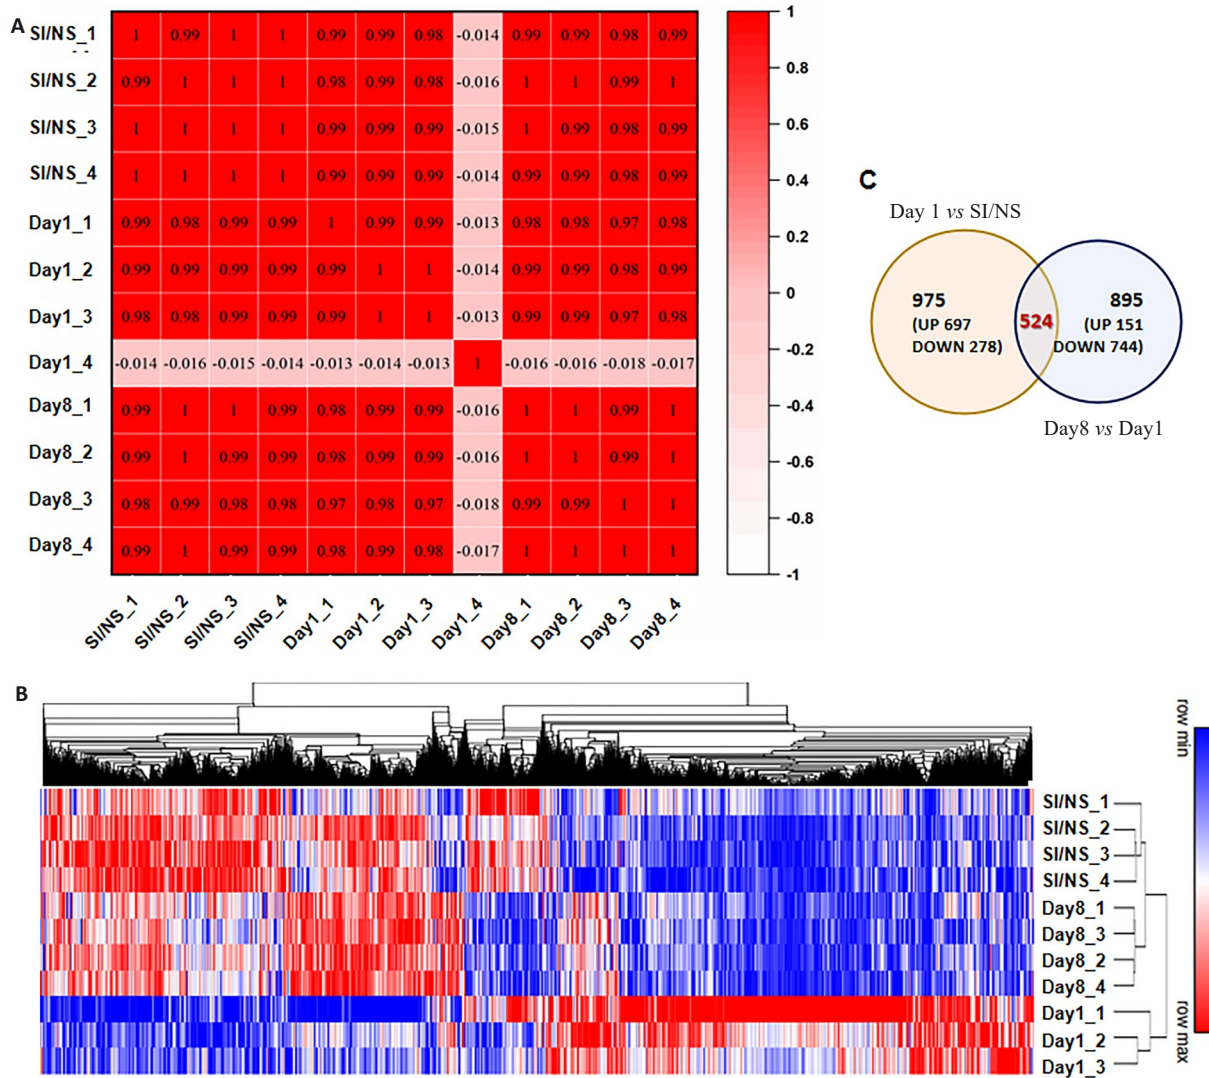 A
SI/NS_1 1 0.99 1 1 0.99 0.99 0.98 -0.014 0.99 0.99 0.98 0.99
SI/NS_2 0.99 1 1 1 0.98 0.99 0.98 -0.016 1 1 0.99 1
SI/NS_3 1 1 1 1 0.99 0.99 0.99 -0.015 1 0.99 0.98 0.99
SI/NS_4 1 1 1 1 0.99 0.99 0.99 -0.014 0.99 0.99 0.98 0.99
Day1_1 0.99 0.98 0.99 0.99 1 0.99 0.99 -0.013 0.98 0.98 0.97 0.98
Day1_2 0.99 0.99 0.99 0.99 0.99 1 1 -0.014 0.99 0.99 0.98 0.99
Day1_3 0.98 0.98 0.99 0.99 0.99 1 1 -0.013 0.99 0.99 0.97 0.98
Day1_4 -0.014 -0.016 -0.015 -0.014 -0.013 -0.014 -0.013 1 -0.016 -0.016 -0.018 -0.017
Day8_1 0.99 1 1 0.99 0.98 0.99 0.99 -0.016 1 1 0.99 1
Day8_2 0.99 1 0.99 0.99 0.98 0.99 0.99 -0.016 1 1 0.99 1
Day8_3 0.98 0.99 0.98 0.98 0.97 0.98 0.97 -0.018 0.99 0.99 1 1
Day8_4 0.99 1 0.99 0.99 0.98 0.99 0.98 -0.017 1 1 1 1
SI/NS_1 SI/NS_2 SI/NS_3 SI/NS_4 Day1_1 Day1_2 Day1_3 Day1_4 Day8_1 Day8_2 Day8_3 Day8_4
1
0.8
0.6
0.4
0.2
0
-0.2
-0.4
-0.6
-0.8
-1
C
Day 1 vs SI/NS
975
(UP 697
DOWN 278)
524
895
(UP 151
DOWN 744)
Day8 vs Day1
B
SI/NS_1
SI/NS_2
SI/NS_3
SI/NS_4
Day8_1
Day8_3
Day8_2
Day8_4
Day1_1
Day1_2
Day1_3
row min
row max